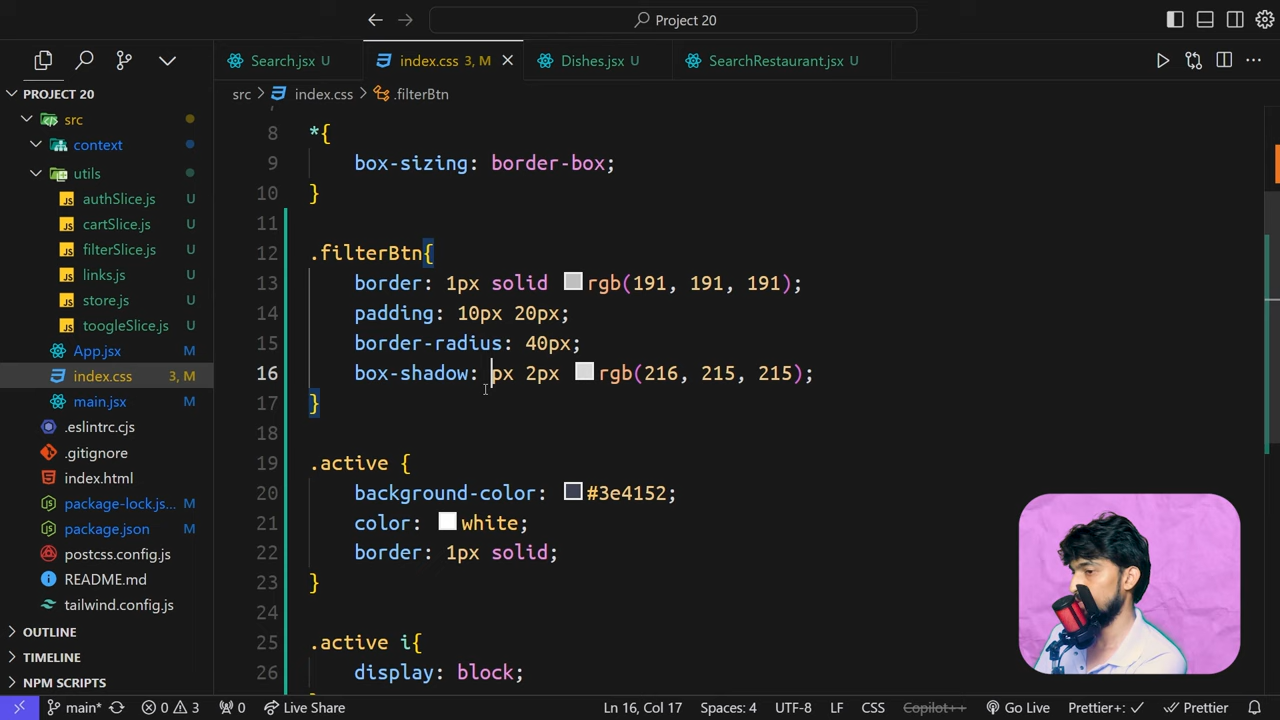 Project 20
Search.jsx U
index.css 3, M
Dishes.jsx U
SearchRestaurant.jsx U
PROJECT 20
src > index.css > .filterBtn
src
context
utils
authSlice.js U
cartSlice.js U
filterSlice.js U
links.js U
store.js U
toogleSlice.js U
App.jsx M
index.css 3, M
main.jsx M
.eslintrc.cjs
.gitignore
index.html
package-lock.js... M
package.json M
postcss.config.js
README.md
tailwind.config.js
OUTLINE
TIMELINE
NPM SCRIPTS
8 *{
9 box-sizing: border-box;
10 }
11
12 .filterBtn{
13 border: 1px solid rgb(191, 191, 191);
14 padding: 10px 20px;
15 border-radius: 40px;
16 box-shadow: px 2px rgb(216, 215, 215);
17 }
18
19 .active {
20 background-color: #3e4152;
21 color: white;
22 border: 1px solid;
23 }
24
25 .active i{
26 display: block;
main* 0 3 0 Live Share Ln 16, Col 17 Spaces: 4 UTF-8 LF CSS Copilot++ Go Live Prettier+: ✓ Prettier